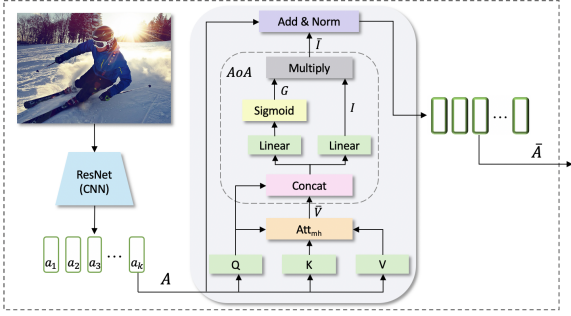 Add & Norm
Ī
AoA
Multiply
G
I
Sigmoid
Linear
Linear
Concat
V̄
Att_mh
Q
K
V
ResNet
(CNN)
a₁ a₂ a₃ ··· aₖ
A
···
Ā